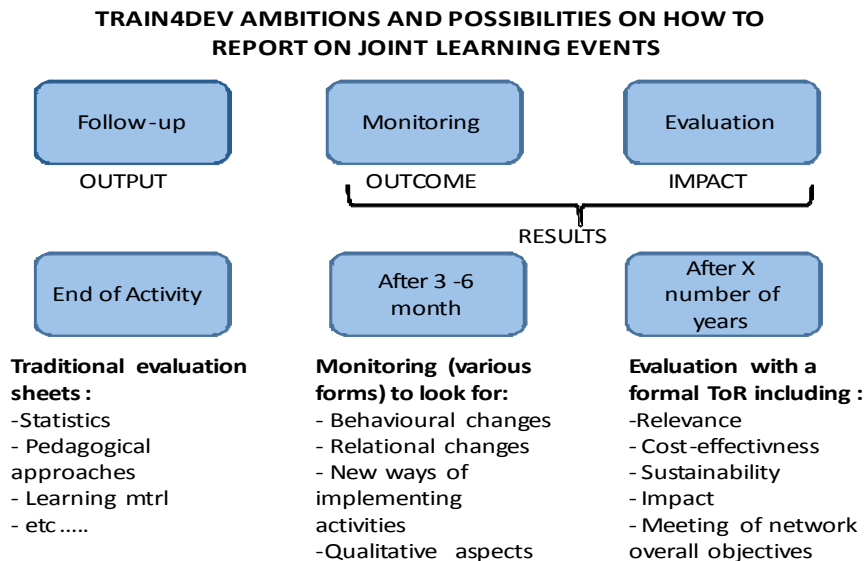 TRAIN4DEV AMBITIONS AND POSSIBILITIES ON HOW TO
REPORT ON JOINT LEARNING EVENTS
Follow-up
Monitoring
Evaluation
OUTPUT
OUTCOME
IMPACT
RESULTS
End of Activity
After 3 -6
month
After X
number of
years
Traditional evaluation
sheets :
-Statistics
- Pedagogical
approaches
- Learning mtrl
- etc .....
Monitoring (various
forms) to look for:
- Behavioural changes
- Relational changes
- New ways of
implementing
activities
-Qualitative aspects
Evaluation with a
formal ToR including :
-Relevance
- Cost-effectivness
- Sustainability
- Impact
- Meeting of network
overall objectives